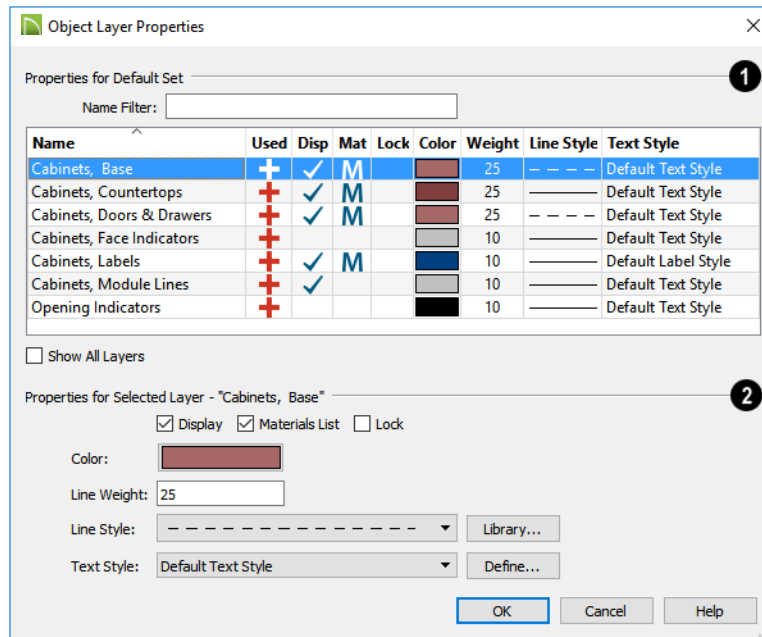 Object Layer Properties
Properties for Default Set
1
Name Filter:
Name Used Disp Mat Lock Color Weight Line Style Text Style
Cabinets,  Base M 25 Default Text Style
Cabinets, Countertops M 25 Default Text Style
Cabinets, Doors & Drawers M 25 Default Text Style
Cabinets, Face Indicators 10 Default Text Style
Cabinets, Labels M 10 Default Label Style
Cabinets, Module Lines 10 Default Text Style
Opening Indicators 10 Default Text Style
Show All Layers
Properties for Selected Layer - "Cabinets,  Base"
2
Display Materials List Lock
Color:
Line Weight: 25
Line Style: Library...
Text Style: Default Text Style Define...
OK Cancel Help